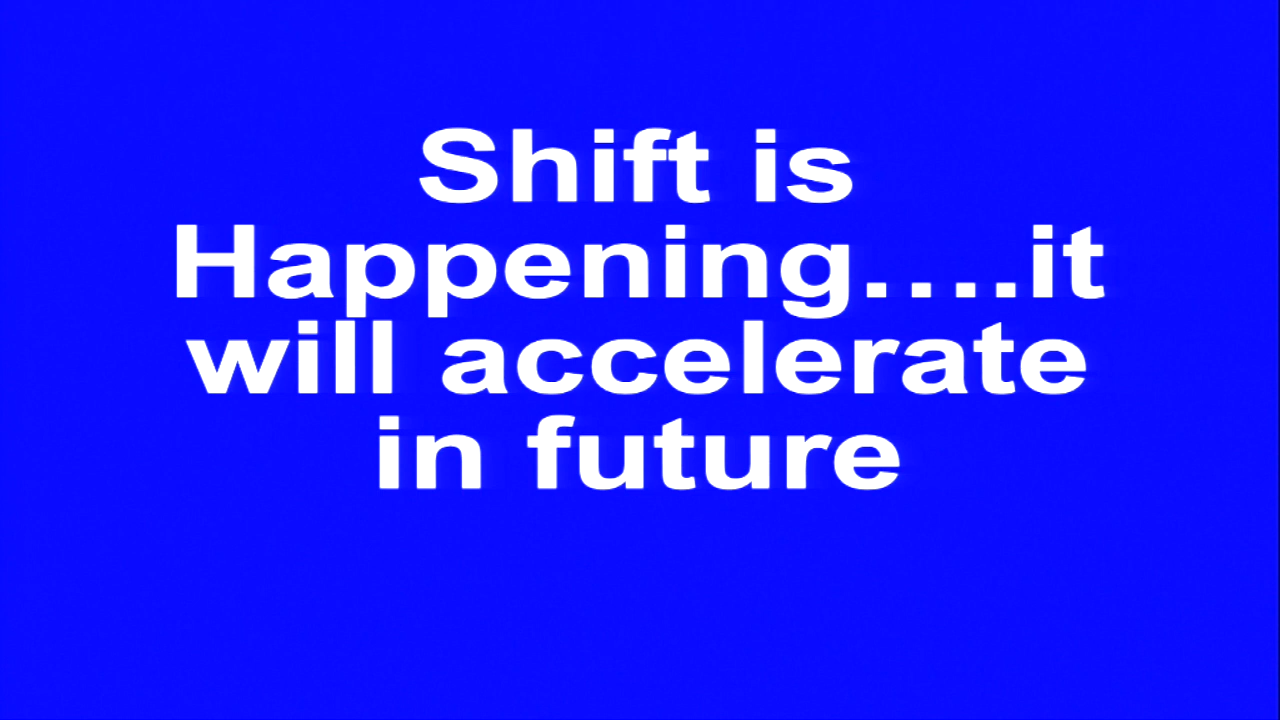 Shift is
Happening....it
will accelerate
in future